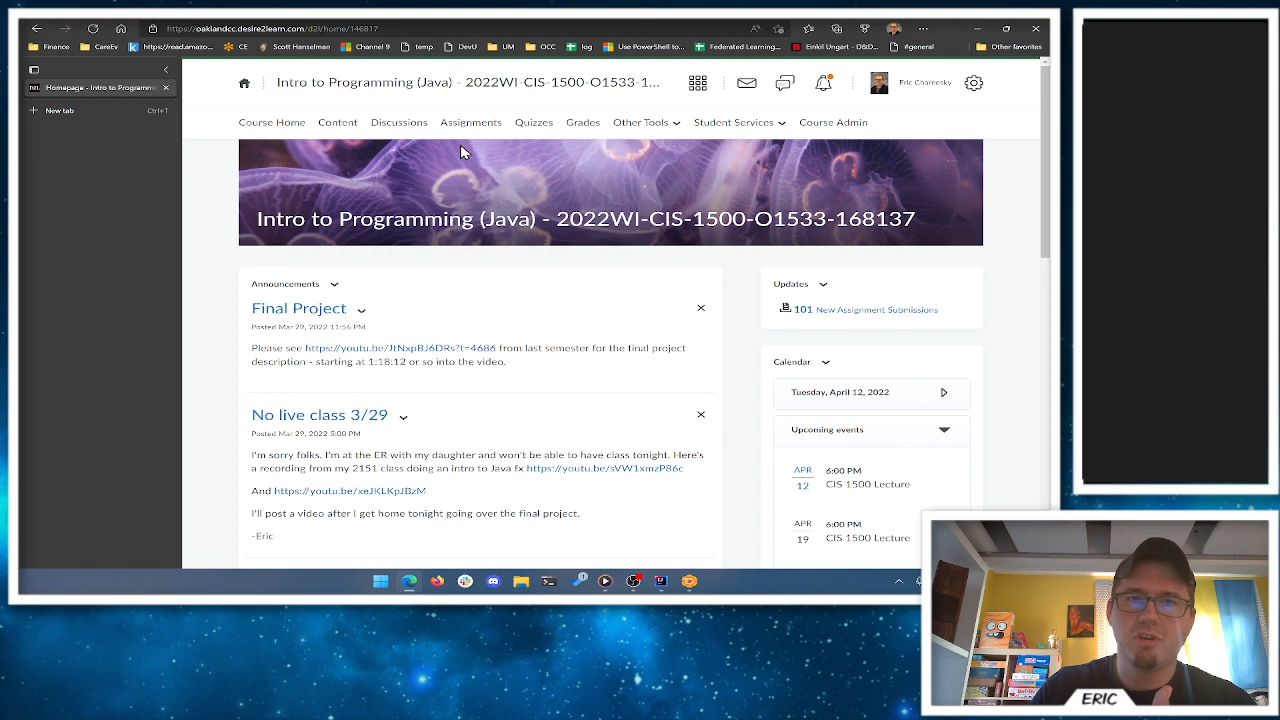 https://oaklandcc.desire2learn.com/d2l/home/146817
Finance
CareEv
https://read.amazo...
CE
Scott Hanselman
Channel 9
temp
DevU
UM
OCC
log
Use PowerShell to...
Federated Learning...
Einkil Ungart - D&D...
#general
Other favorites
Homepage - Intro to Programmi
New tab
Ctrl+T
Intro to Programming (Java) - 2022WI-CIS-1500-O1533-1...
Eric Charnesky
Course Home
Content
Discussions
Assignments
Quizzes
Grades
Other Tools
Student Services
Course Admin
Intro to Programming (Java) - 2022WI-CIS-1500-O1533-168137
Announcements
Final Project
Posted Mar 29, 2022 11:56 PM
Please see https://youtu.be/JtNxpBJ6DRs?t=4686 from last semester for the final project
description - starting at 1:18:12 or so into the video.
No live class 3/29
Posted Mar 29, 2022 5:00 PM
I'm sorry folks. I'm at the ER with my daughter and won't be able to have class tonight. Here's
a recording from my 2151 class doing an intro to Java fx https://youtu.be/sVW1xmzP86c
And https://youtu.be/xeJKLKpJBzM
I'll post a video after I get home tonight going over the final project.
-Eric
Updates
101 New Assignment Submissions
Calendar
Tuesday, April 12, 2022
Upcoming events
APR
12
6:00 PM
CIS 1500 Lecture
APR
19
6:00 PM
CIS 1500 Lecture
ERIC